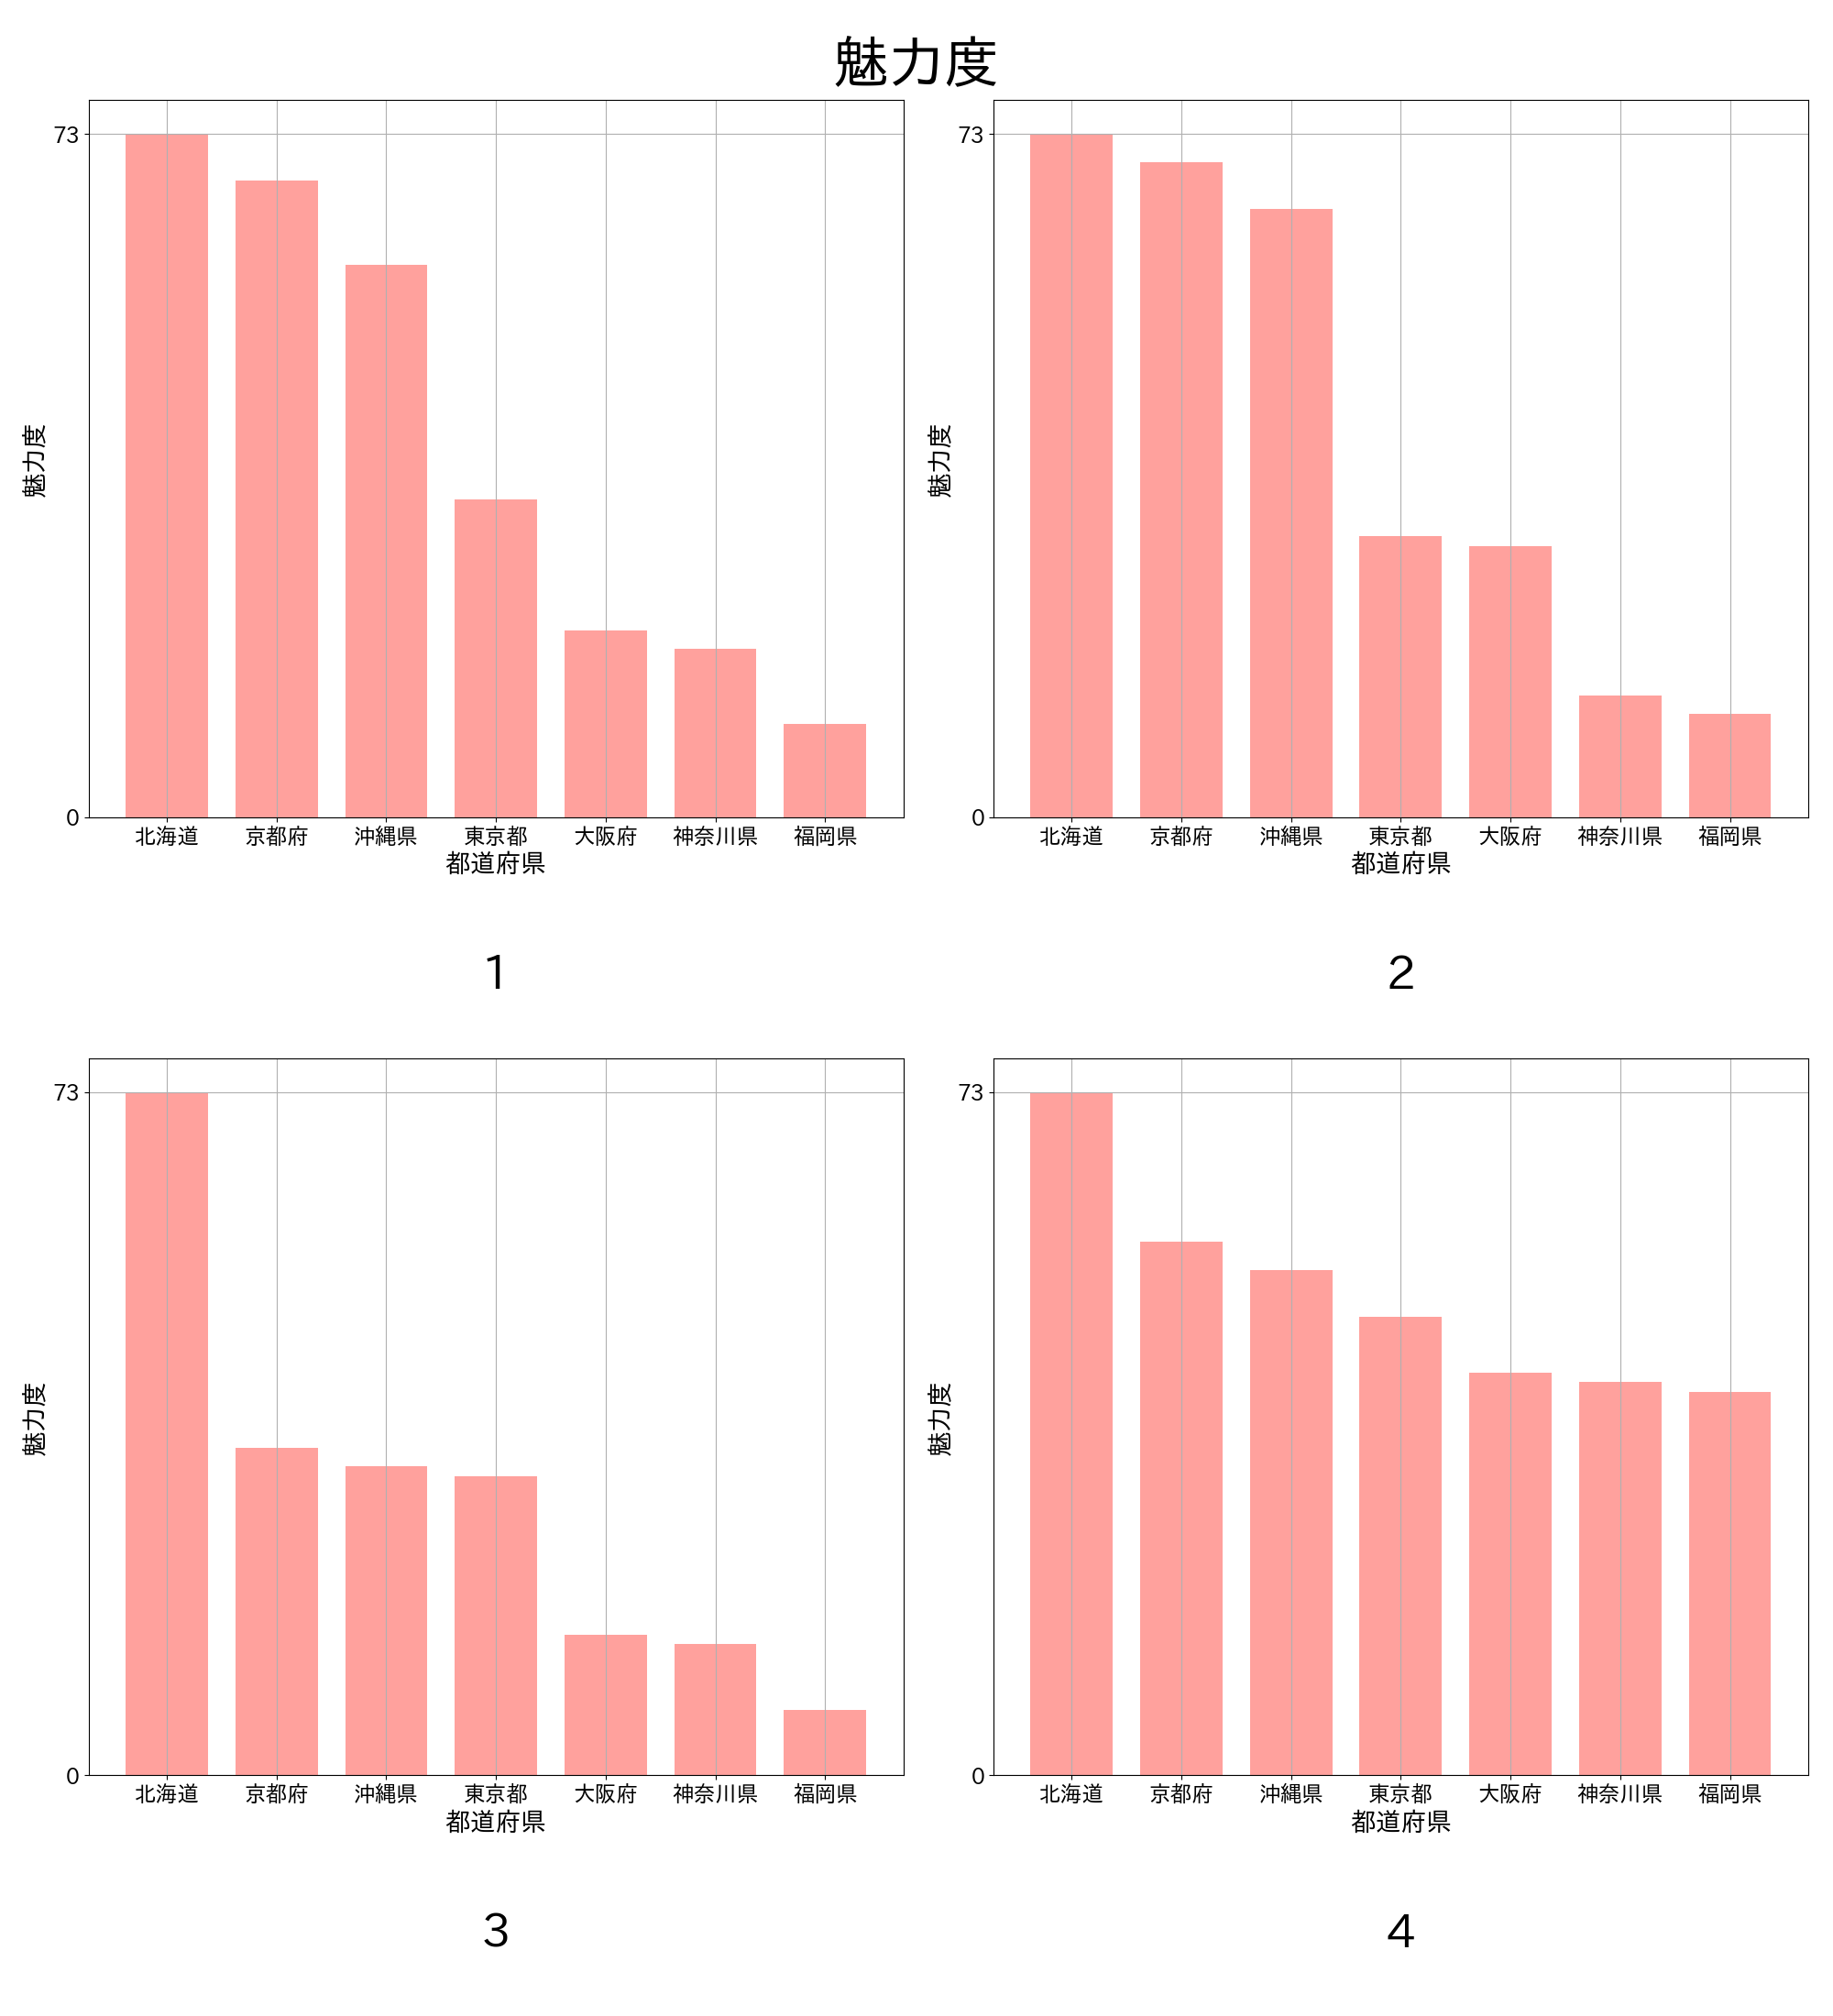 魅力度
73
0
魅力度
北海道 京都府 沖縄県 東京都 大阪府 神奈川県 福岡県
都道府県
1
73
0
魅力度
北海道 京都府 沖縄県 東京都 大阪府 神奈川県 福岡県
都道府県
2
73
0
魅力度
北海道 京都府 沖縄県 東京都 大阪府 神奈川県 福岡県
都道府県
3
73
0
魅力度
北海道 京都府 沖縄県 東京都 大阪府 神奈川県 福岡県
都道府県
4